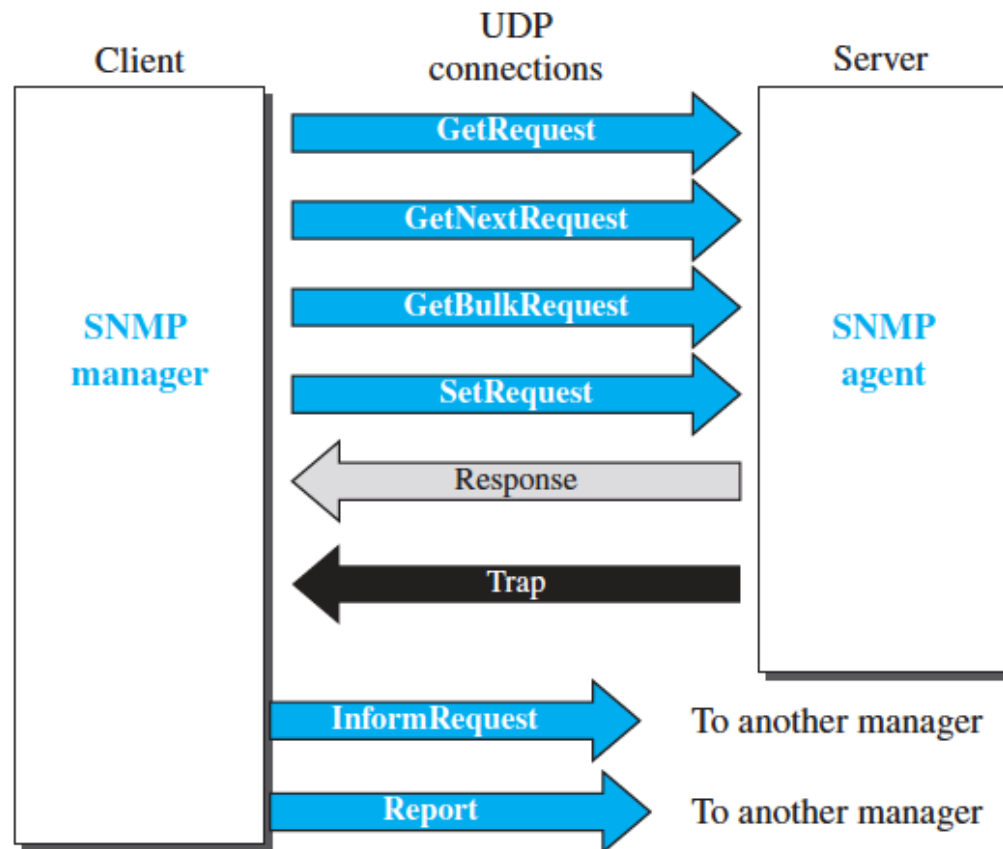 Client
UDP
connections
Server
GetRequest
GetNextRequest
GetBulkRequest
SNMP
manager
SNMP
agent
SetRequest
Response
Trap
InformRequest
To another manager
Report
To another manager